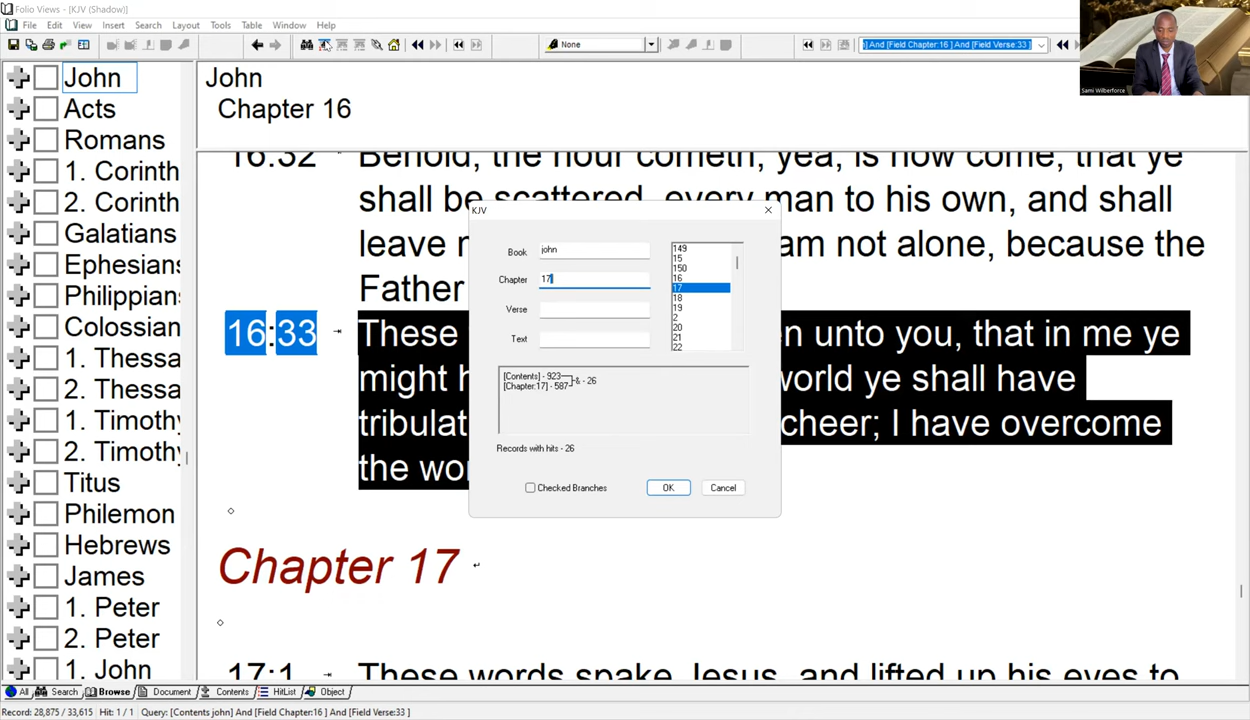 Folio Views - [KJV (Shadow)]
File Edit View Insert Search Layout Tools Table Window Help
None
And [Field Chapter:16 ] And [Field Verse:33 ]
Sami Wilberforce
John
Acts
Romans
1. Corinth
2. Corinth
Galatians
Ephesians
Philippians
Colossian
1. Thessa
2. Thessa
1. Timothy
2. Timothy
Titus
Philemon
Hebrews
James
1. Peter
2. Peter
1. John
John
Chapter 16
16:32 Behold, the hour cometh, yea, is now come, that ye
shall be scattered, every man to his own, and shall
leave am not alone, because the
Father
16:33 These unto you, that in me ye
might world ye shall have
tribulat cheer; I have overcome
the wo
Chapter 17
17:1 These words spake Jesus, and lifted up his eyes to
KJV
Book john
Chapter 17
Verse
Text
149
15
150
16
17
18
19
2
20
21
22
[Contents] - 923
[Chapter:17] - 587 & - 26
Records with hits - 26
Checked Branches OK Cancel
All Search Browse Document Contents HitList Object
Record: 28,875 / 33,615 Hit: 1 / 1 Query: [Contents john] And [Field Chapter:16 ] And [Field Verse:33 ]